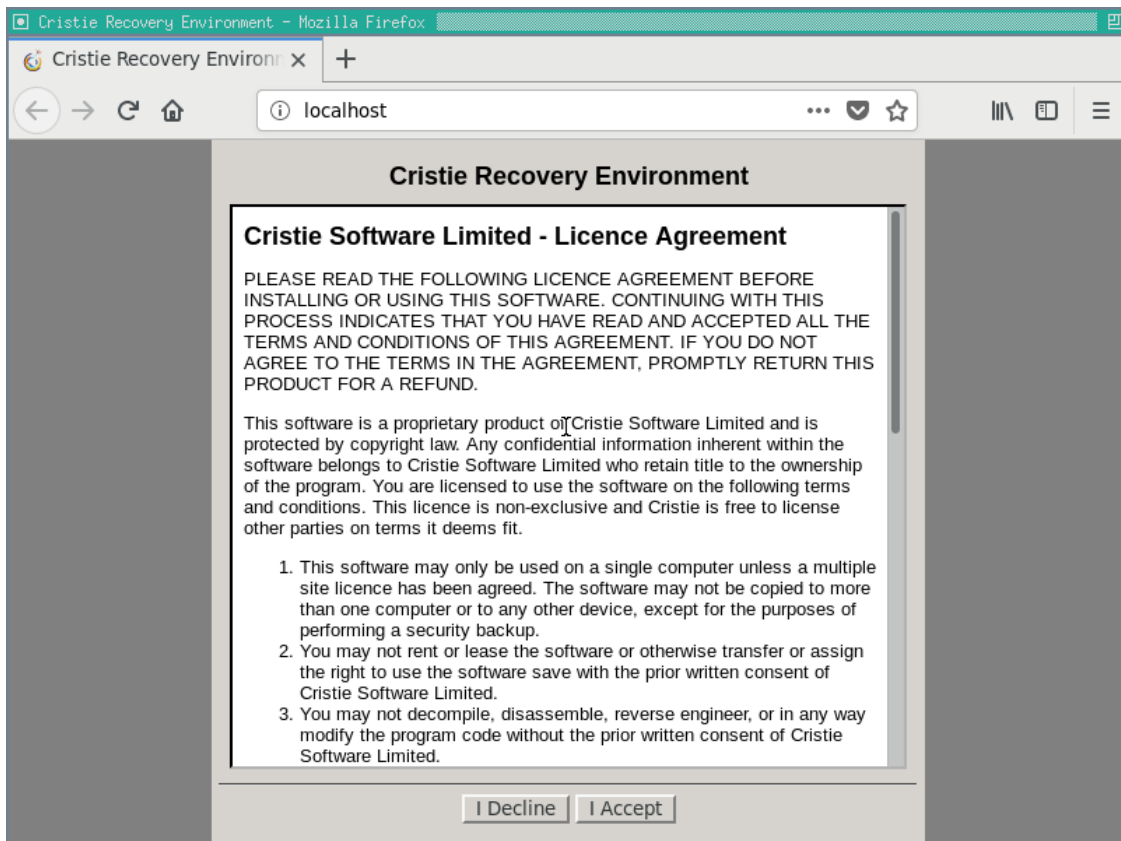 Cristie Recovery Environment - Mozilla Firefox
Cristie Recovery Environ
localhost
Cristie Recovery Environment
Cristie Software Limited - Licence Agreement
PLEASE READ THE FOLLOWING LICENCE AGREEMENT BEFORE
INSTALLING OR USING THIS SOFTWARE. CONTINUING WITH THIS
PROCESS INDICATES THAT YOU HAVE READ AND ACCEPTED ALL THE
TERMS AND CONDITIONS OF THIS AGREEMENT. IF YOU DO NOT
AGREE TO THE TERMS IN THE AGREEMENT, PROMPTLY RETURN THIS
PRODUCT FOR A REFUND.
This software is a proprietary product of Cristie Software Limited and is
protected by copyright law. Any confidential information inherent within the
software belongs to Cristie Software Limited who retain title to the ownership
of the program. You are licensed to use the software on the following terms
and conditions. This licence is non-exclusive and Cristie is free to license
other parties on terms it deems fit.
1. This software may only be used on a single computer unless a multiple
site licence has been agreed. The software may not be copied to more
than one computer or to any other device, except for the purposes of
performing a security backup.
2. You may not rent or lease the software or otherwise transfer or assign
the right to use the software save with the prior written consent of
Cristie Software Limited.
3. You may not decompile, disassemble, reverse engineer, or in any way
modify the program code without the prior written consent of Cristie
Software Limited.
I Decline I Accept